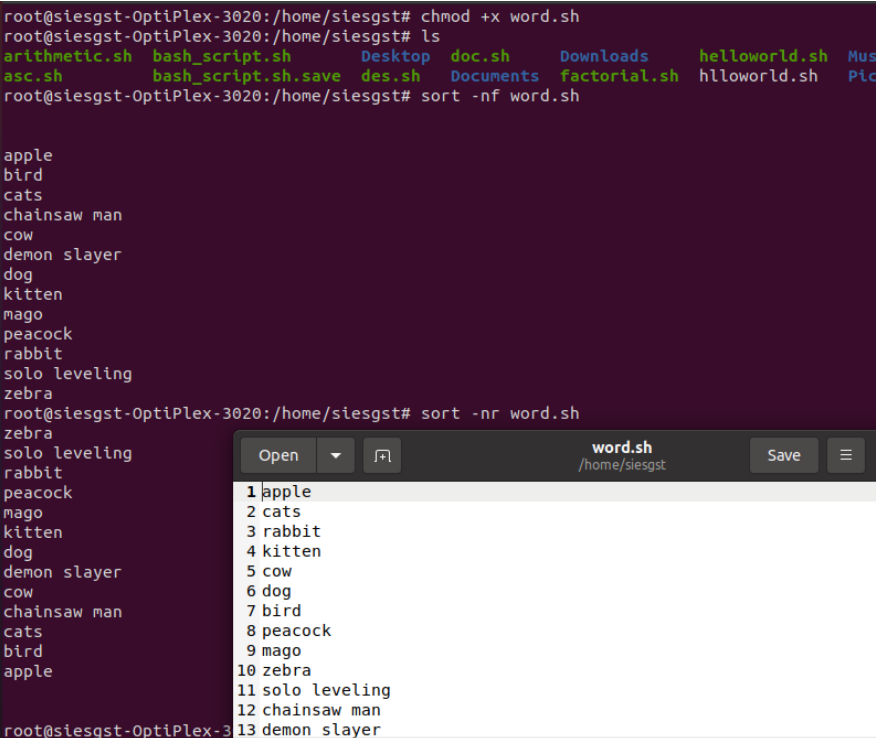 root@siesgst-OptiPlex-3020:/home/siesgst# chmod +x word.sh
root@siesgst-OptiPlex-3020:/home/siesgst# ls
arithmetic.sh bash_script.sh Desktop doc.sh Downloads helloworld.sh Mus
asc.sh bash_script.sh.save des.sh Documents factorial.sh hlloworld.sh Pic
root@siesgst-OptiPlex-3020:/home/siesgst# sort -nf word.sh
apple
bird
cats
chainsaw man
cow
demon slayer
dog
kitten
mago
peacock
rabbit
solo leveling
zebra
root@siesgst-OptiPlex-3020:/home/siesgst# sort -nr word.sh
zebra
solo leveling
rabbit
peacock
mago
kitten
dog
demon slayer
cow
chainsaw man
cats
bird
apple
root@siesgst-OptiPlex-3
Open word.sh Save
/home/siesgst
1 apple
2 cats
3 rabbit
4 kitten
5 cow
6 dog
7 bird
8 peacock
9 mago
10 zebra
11 solo leveling
12 chainsaw man
13 demon slayer